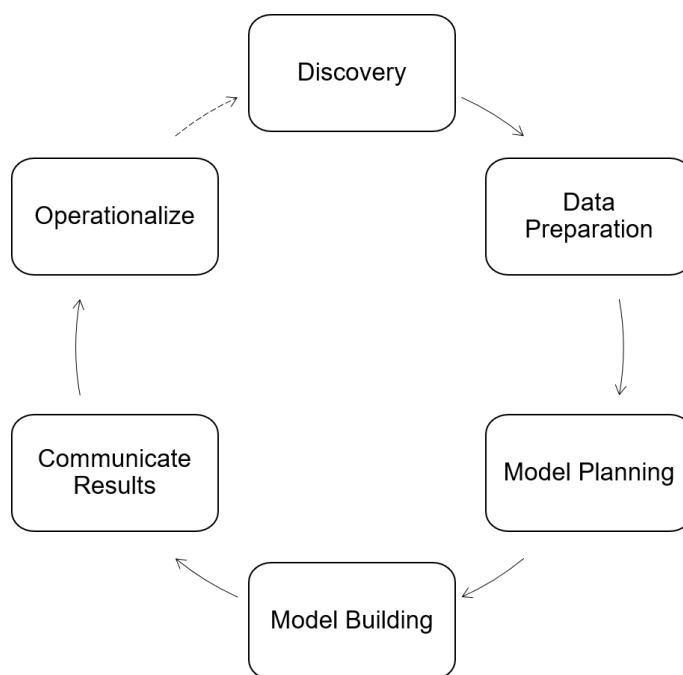 Discovery
Data
Preparation
Model Planning
Model Building
Communicate
Results
Operationalize